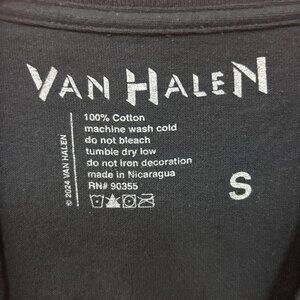 VAN HALEN
100% Cotton
machine wash cold
do not bleach
tumble dry low
do not iron decoration
made in Nicaragua
RN# 90355
© 2024 VAN HALEN
S